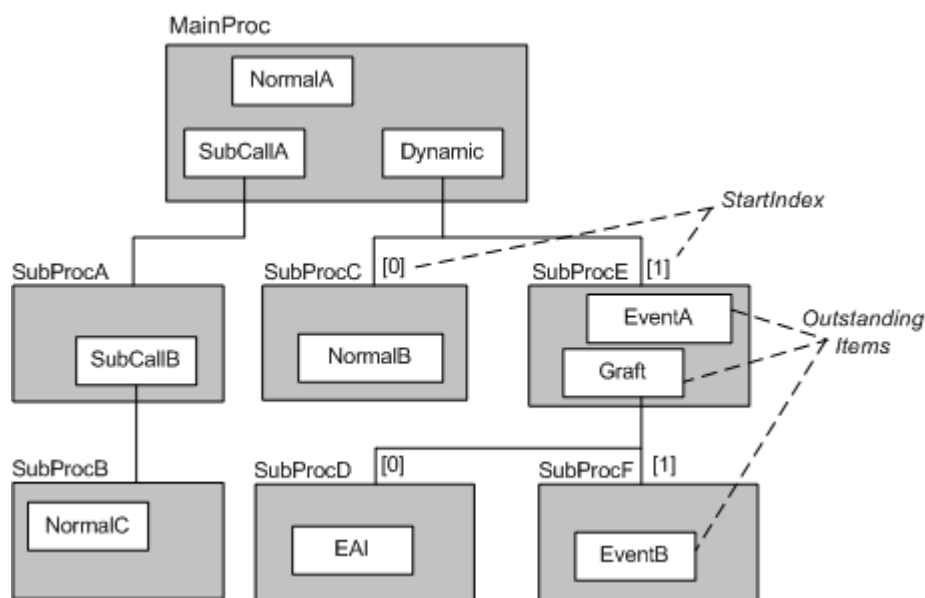 MainProc
NormalA
SubCallA
Dynamic
StartIndex
SubProcA
SubProcC
[0]
SubProcE
[1]
EventA
Outstanding
Items
SubCallB
NormalB
Graft
SubProcB
SubProcD
[0]
SubProcF
[1]
NormalC
EAI
EventB